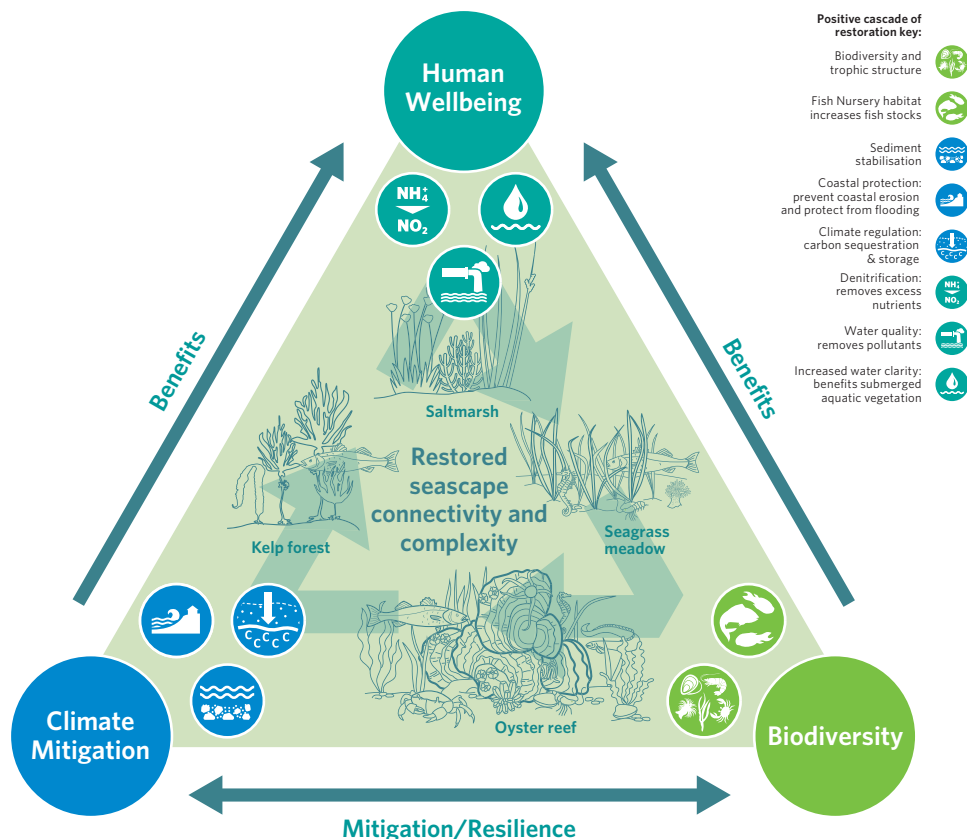 Human
Wellbeing
NH₄⁺
NO₂
Benefits
Benefits
Saltmarsh
Restored
seascape
connectivity and
complexity
Kelp forest
Seagrass
meadow
C C C C
Oyster reef
Climate
Mitigation
Biodiversity
Mitigation/Resilience
Positive cascade of
restoration key:
Biodiversity and
trophic structure
Fish Nursery habitat
increases fish stocks
Sediment
stabilisation
Coastal protection:
prevent coastal erosion
and protect from flooding
Climate regulation:
carbon sequestration
& storage
C C C C
Denitrification:
removes excess
nutrients
NH₄⁺
NO₂
Water quality:
removes pollutants
Increased water clarity:
benefits submerged
aquatic vegetation